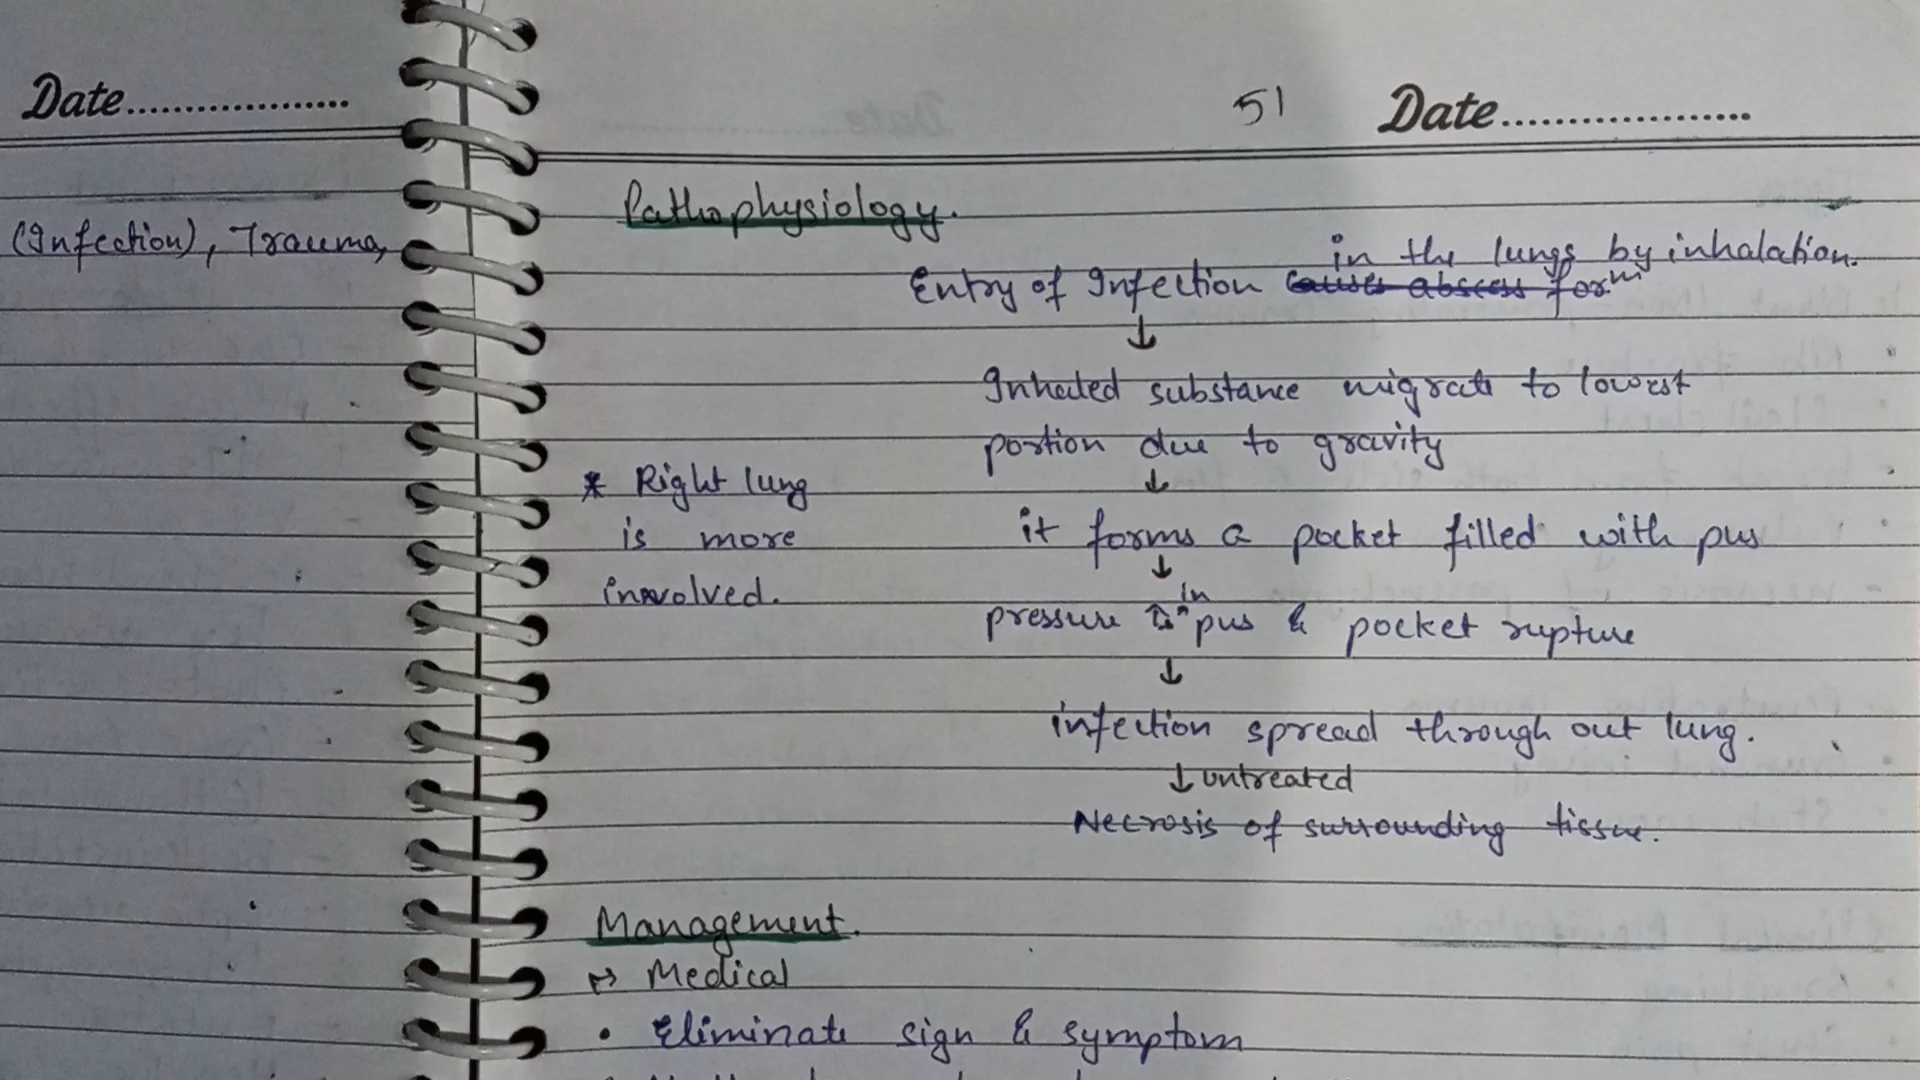 Date...................
(Infection), Trauma,
51 Date...................
Pathophysiology.
in the lungs by inhalation.
Entry of Infection causes abscess formn
↓
Inhaled substance migrate to lowest
portion due to gravity
↓
* Right lung
is more
involved.
it forms a pocket filled with pus
↓
in
pressure ↑s pus & pocket rupture
↓
infection spread through out lung.
↓ untreated
Necrosis of surrounding tissue.
Management.
↦ Medical
• Eliminate sign & symptom